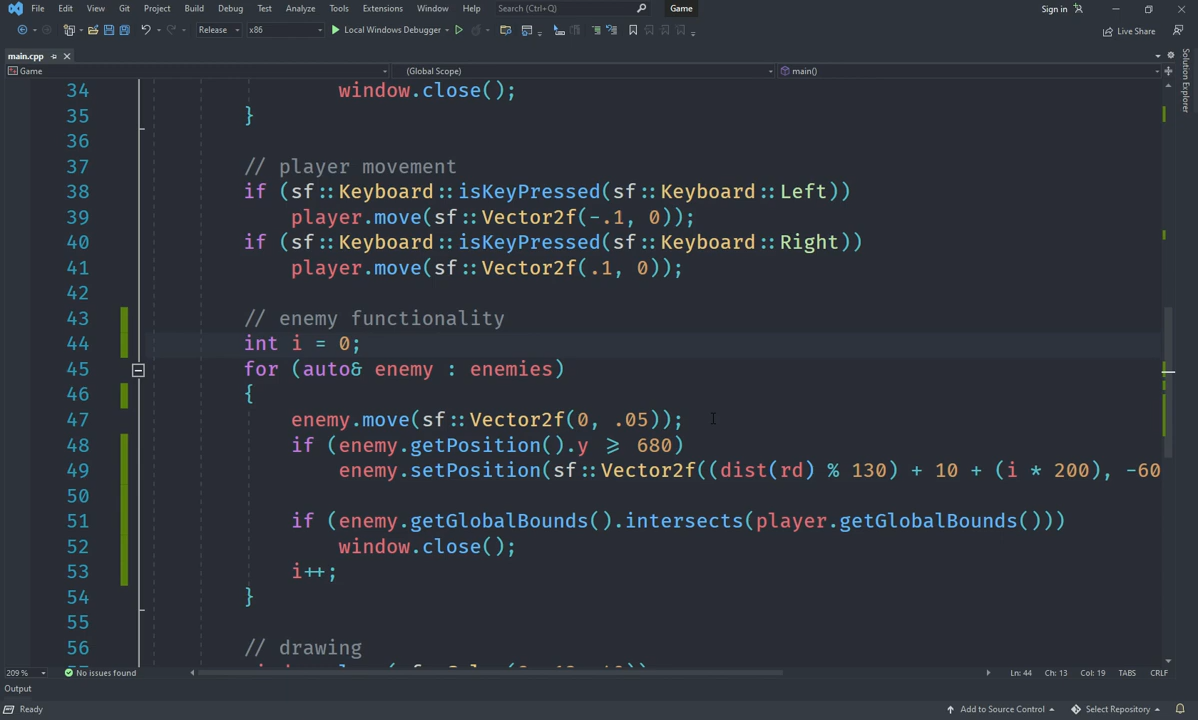 File Edit View Git Project Build Debug Test Analyze Tools Extensions Window Help Search (Ctrl+Q) Game Sign in
Release x86 Local Windows Debugger Live Share
main.cpp
Game (Global Scope) main()
Solution Explorer
34 window.close();
35 }
36
37 // player movement
38 if (sf::Keyboard::isKeyPressed(sf::Keyboard::Left))
39 player.move(sf::Vector2f(-.1, 0));
40 if (sf::Keyboard::isKeyPressed(sf::Keyboard::Right))
41 player.move(sf::Vector2f(.1, 0));
42
43 // enemy functionality
44 int i = 0;
45 for (auto& enemy : enemies)
46 {
47 enemy.move(sf::Vector2f(0, .05));
48 if (enemy.getPosition().y >= 680)
49 enemy.setPosition(sf::Vector2f((dist(rd) % 130) + 10 + (i * 200), -60
50
51 if (enemy.getGlobalBounds().intersects(player.getGlobalBounds()))
52 window.close();
53 i++;
54 }
55
56 // drawing
209 % No issues found Ln: 44 Ch: 13 Col: 19 TABS CRLF
Output
Ready Add to Source Control Select Repository